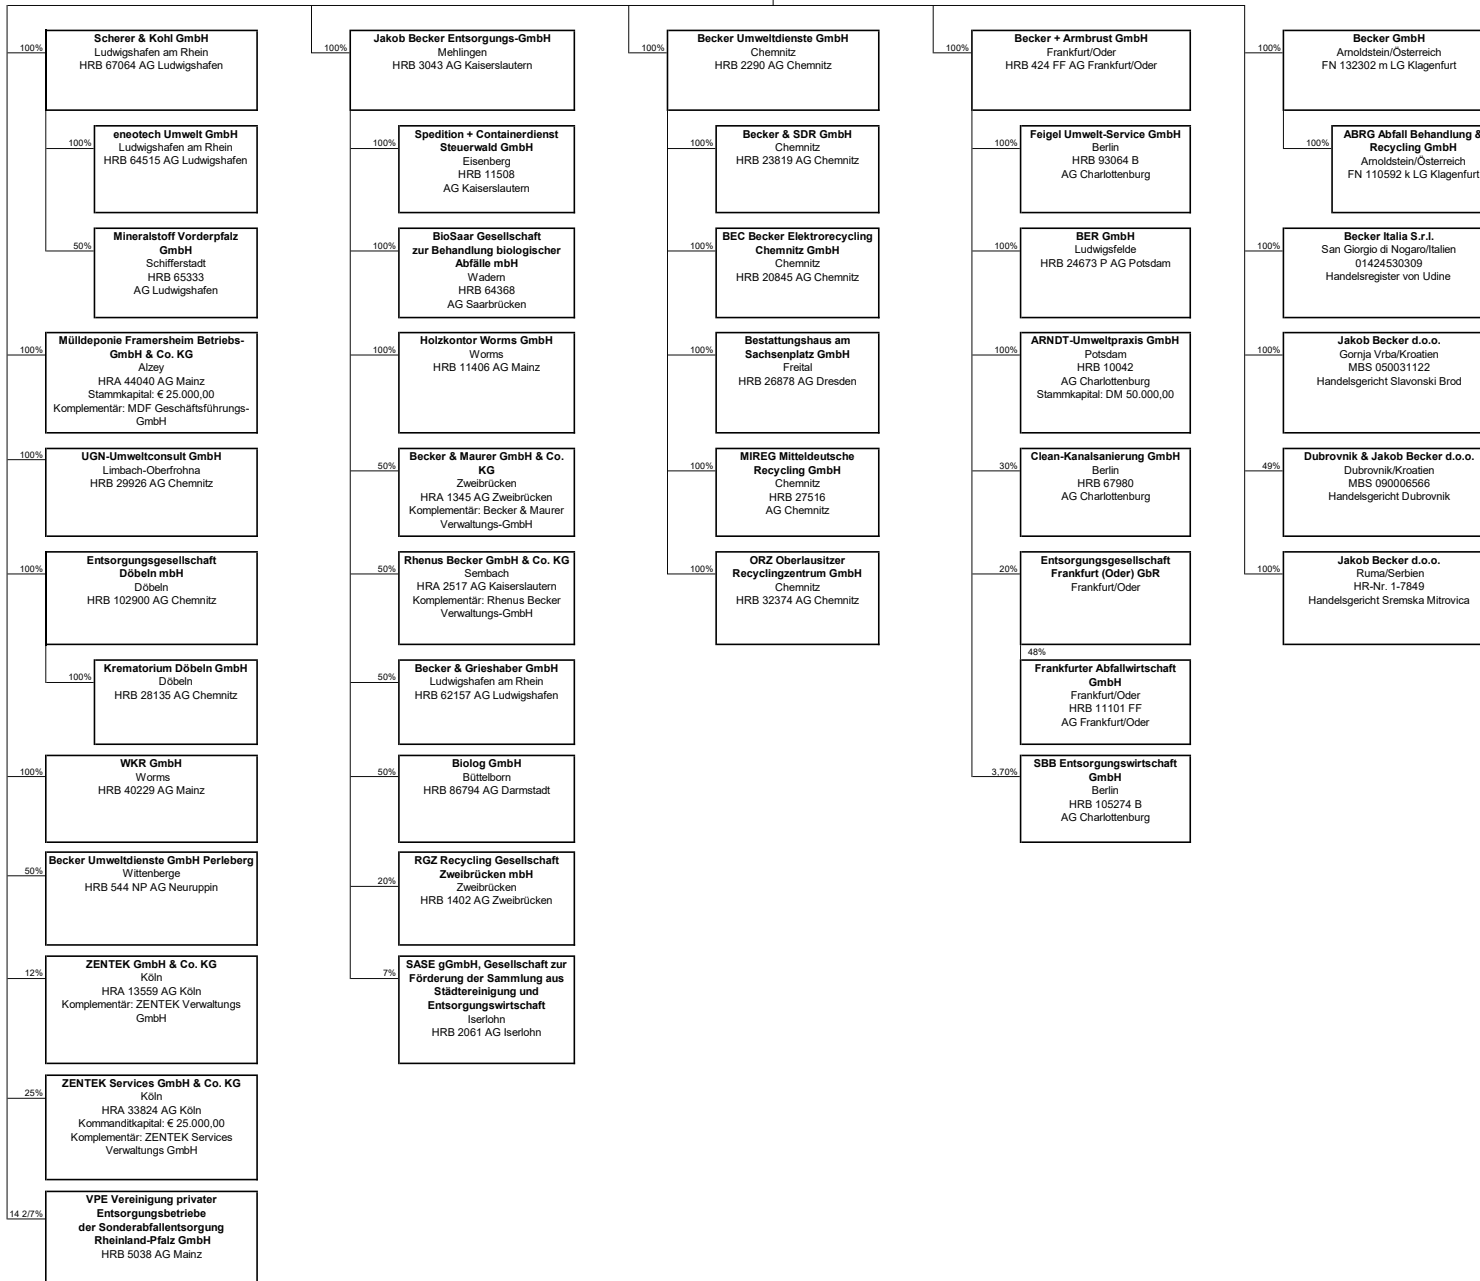 100%
Scherer & Kohl GmbH
Ludwigshafen am Rhein
HRB 67064 AG Ludwigshafen
100%
eneotech Umwelt GmbH
Ludwigshafen am Rhein
HRB 64515 AG Ludwigshafen
50%
Mineralstoff Vorderpfalz
GmbH
Schifferstadt
HRB 65333
AG Ludwigshafen
100%
Mülldeponie Framersheim Betriebs-
GmbH & Co. KG
Alzey
HRA 44040 AG Mainz
Stammkapital: € 25.000,00
Komplementär: MDF Geschäftsführungs-
GmbH
100%
UGN-Umweltconsult GmbH
Limbach-Oberfrohna
HRB 29926 AG Chemnitz
100%
Entsorgungsgesellschaft
Döbeln mbH
Döbeln
HRB 102900 AG Chemnitz
100%
Krematorium Döbeln GmbH
Döbeln
HRB 28135 AG Chemnitz
100%
WKR GmbH
Worms
HRB 40229 AG Mainz
50%
Becker Umweltdienste GmbH Perleberg
Wittenberge
HRB 544 NP AG Neuruppin
12%
ZENTEK GmbH & Co. KG
Köln
HRA 13559 AG Köln
Komplementär: ZENTEK Verwaltungs
GmbH
25%
ZENTEK Services GmbH & Co. KG
Köln
HRA 33824 AG Köln
Kommanditkapital: € 25.000,00
Komplementär: ZENTEK Services
Verwaltungs GmbH
14 2/7%
VPE Vereinigung privater
Entsorgungsbetriebe
der Sonderabfallentsorgung
Rheinland-Pfalz GmbH
HRB 5038 AG Mainz
100%
Jakob Becker Entsorgungs-GmbH
Mehlingen
HRB 3043 AG Kaiserslautern
100%
Spedition + Containerdienst
Steuerwald GmbH
Eisenberg
HRB 11508
AG Kaiserslautern
100%
BioSaar Gesellschaft
zur Behandlung biologischer
Abfälle mbH
Wadern
HRB 64368
AG Saarbrücken
100%
Holzkontor Worms GmbH
Worms
HRB 11406 AG Mainz
50%
Becker & Maurer GmbH & Co.
KG
Zweibrücken
HRA 1345 AG Zweibrücken
Komplementär: Becker & Maurer
Verwaltungs-GmbH
50%
Rhenus Becker GmbH & Co. KG
Sembach
HRA 2517 AG Kaiserslautern
Komplementär: Rhenus Becker
Verwaltungs-GmbH
50%
Becker & Grieshaber GmbH
Ludwigshafen am Rhein
HRB 62157 AG Ludwigshafen
50%
Biolog GmbH
Büttelborn
HRB 86794 AG Darmstadt
20%
RGZ Recycling Gesellschaft
Zweibrücken mbH
Zweibrücken
HRB 1402 AG Zweibrücken
7%
SASE gGmbH, Gesellschaft zur
Förderung der Sammlung aus
Städtereinigung und
Entsorgungswirtschaft
Iserlohn
HRB 2061 AG Iserlohn
100%
Becker Umweltdienste GmbH
Chemnitz
HRB 2290 AG Chemnitz
100%
Becker & SDR GmbH
Chemnitz
HRB 23819 AG Chemnitz
100%
BEC Becker Elektrorecycling
Chemnitz GmbH
Chemnitz
HRB 20845 AG Chemnitz
100%
Bestattungshaus am
Sachsenplatz GmbH
Freital
HRB 26878 AG Dresden
100%
MIREG Mitteldeutsche
Recycling GmbH
Chemnitz
HRB 27516
AG Chemnitz
100%
ORZ Oberlausitzer
Recyclingzentrum GmbH
Chemnitz
HRB 32374 AG Chemnitz
100%
Becker + Armbrust GmbH
Frankfurt/Oder
HRB 424 FF AG Frankfurt/Oder
100%
Feigel Umwelt-Service GmbH
Berlin
HRB 93064 B
AG Charlottenburg
100%
BER GmbH
Ludwigsfelde
HRB 24673 P AG Potsdam
100%
ARNDT-Umweltpraxis GmbH
Potsdam
HRB 10042
AG Charlottenburg
Stammkapital: DM 50.000,00
30%
Clean-Kanalsanierung GmbH
Berlin
HRB 67980
AG Charlottenburg
20%
Entsorgungsgesellschaft
Frankfurt (Oder) GbR
Frankfurt/Oder
48%
Frankfurter Abfallwirtschaft
GmbH
Frankfurt/Oder
HRB 11101 FF
AG Frankfurt/Oder
3,70%
SBB Entsorgungswirtschaft
GmbH
Berlin
HRB 105274 B
AG Charlottenburg
100%
Becker GmbH
Arnoldstein/Österreich
FN 132302 m LG Klagenfurt
100%
ABRG Abfall Behandlung &
Recycling GmbH
Arnoldstein/Österreich
FN 110592 k LG Klagenfurt
100%
Becker Italia S.r.l.
San Giorgio di Nogaro/Italien
01424530309
Handelsregister von Udine
100%
Jakob Becker d.o.o.
Gornja Vrba/Kroatien
MBS 050031122
Handelsgericht Slavonski Brod
49%
Dubrovnik & Jakob Becker d.o.o.
Dubrovnik/Kroatien
MBS 090006566
Handelsgericht Dubrovnik
100%
Jakob Becker d.o.o.
Ruma/Serbien
HR-Nr. 1-7849
Handelsgericht Sremska Mitrovica